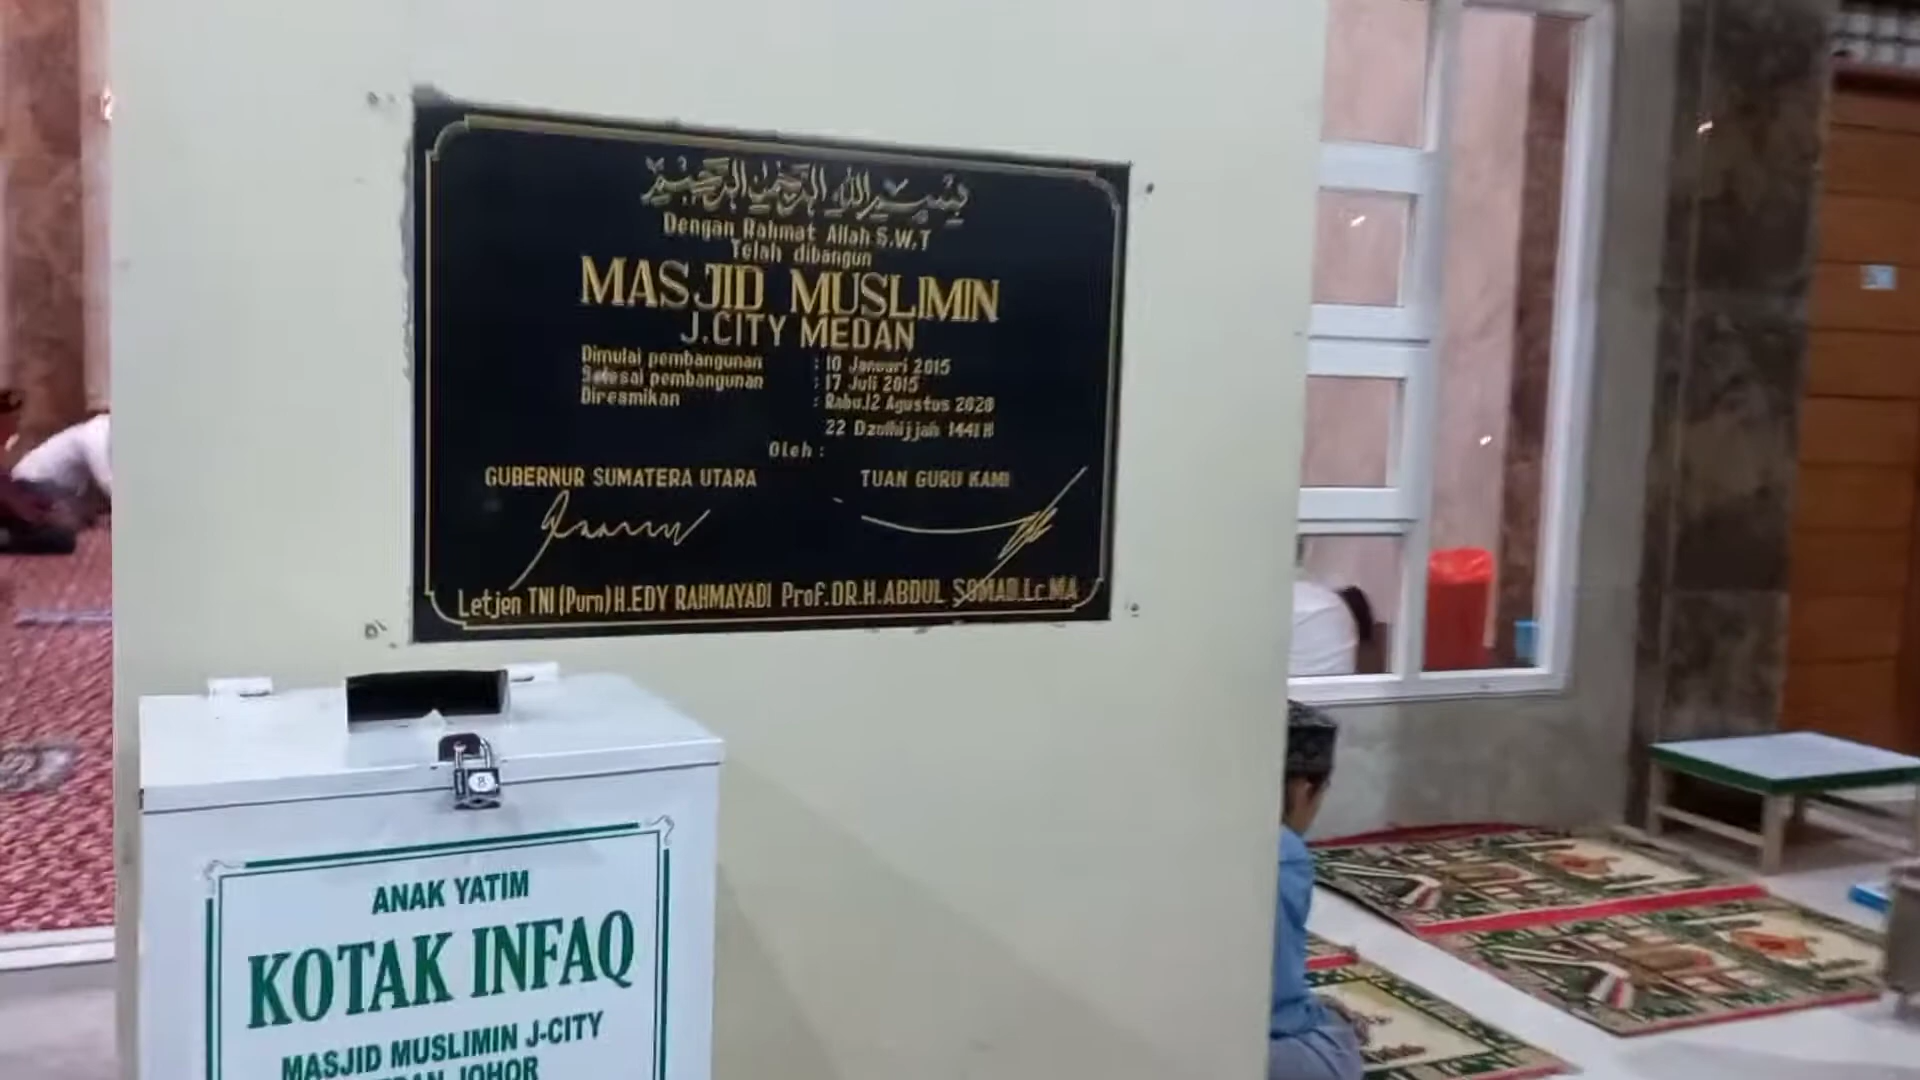 بسم الله الرحمن الرحيم
Dengan Rahmat Allah S.W.T
Telah dibangun
MASJID MUSLIMIN
J.CITY MEDAN
Dimulai pembangunan : 10 Januari 2015
Selesai pembangunan : 17 Juli 2015
Diresmikan : Rabu.12 Agustus 2020
22 Dzulhijjah 1441 H
Oleh :
GUBERNUR SUMATERA UTARA TUAN GURU KAMI
Letjen TNI (Purn) H.EDY RAHMAYADI Prof.DR.H.ABDUL SOMAD.Lc.MA
8
ANAK YATIM
KOTAK INFAQ
MASJID MUSLIMIN J-CITY
JOHOR